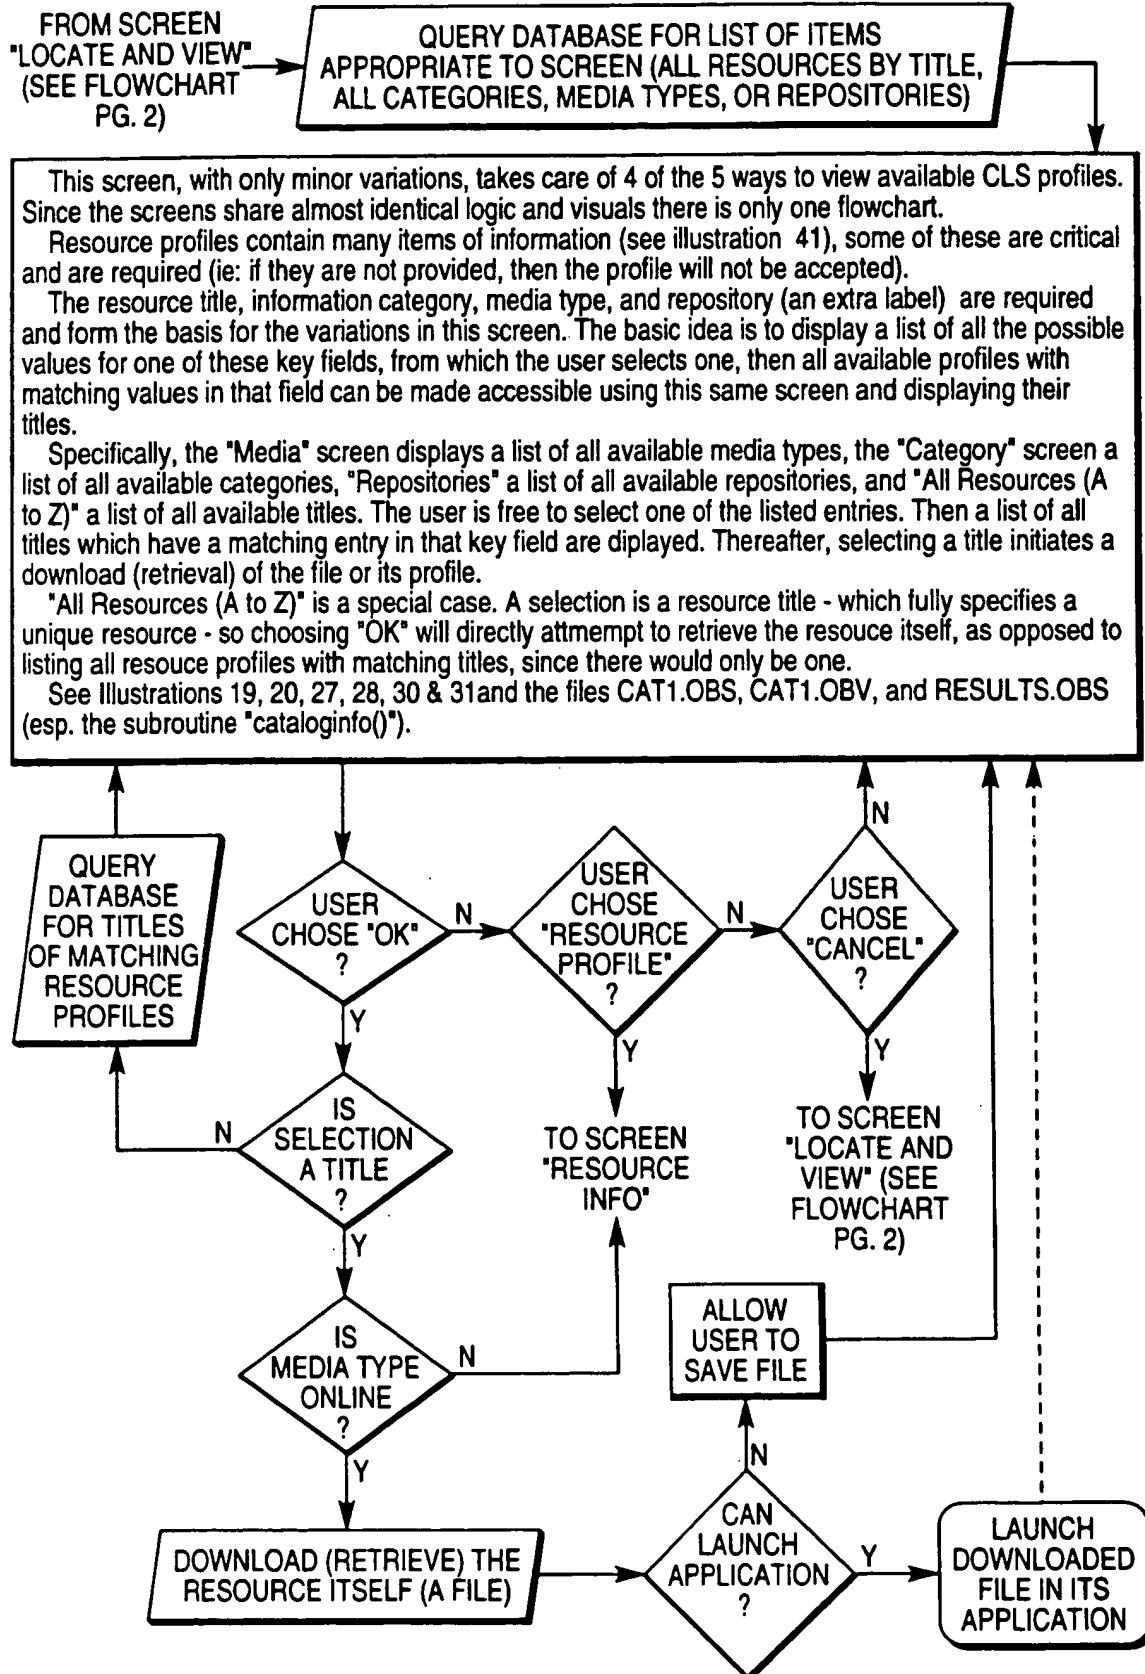 FROM SCREEN
"LOCATE AND VIEW"
(SEE FLOWCHART
PG. 2)
QUERY DATABASE FOR LIST OF ITEMS
APPROPRIATE TO SCREEN (ALL RESOURCES BY TITLE,
ALL CATEGORIES, MEDIA TYPES, OR REPOSITORIES)
This screen, with only minor variations, takes care of 4 of the 5 ways to view available CLS profiles.
Since the screens share almost identical logic and visuals there is only one flowchart.
Resource profiles contain many items of information (see illustration 41), some of these are critical
and are required (ie: if they are not provided, then the profile will not be accepted).
The resource title, information category, media type, and repository (an extra label) are required
and form the basis for the variations in this screen. The basic idea is to display a list of all the possible
values for one of these key fields, from which the user selects one, then all available profiles with
matching values in that field can be made accessible using this same screen and displaying their
titles.
Specifically, the "Media" screen displays a list of all available media types, the "Category" screen a
list of all available categories, "Repositories" a list of all available repositories, and "All Resources (A
to Z)" a list of all available titles. The user is free to select one of the listed entries. Then a list of all
titles which have a matching entry in that key field are diplayed. Thereafter, selecting a title initiates a
download (retrieval) of the file or its profile.
"All Resources (A to Z)" is a special case. A selection is a resource title - which fully specifies a
unique resource - so choosing "OK" will directly attmempt to retrieve the resouce itself, as opposed to
listing all resouce profiles with matching titles, since there would only be one.
See Illustrations 19, 20, 27, 28, 30 & 31and the files CAT1.OBS, CAT1.OBV, and RESULTS.OBS
(esp. the subroutine "cataloginfo()").
QUERY
DATABASE
FOR TITLES
OF MATCHING
RESOURCE
PROFILES
USER
CHOSE "OK"
?
N
Y
USER
CHOSE
"RESOURCE
PROFILE"
?
N
Y
USER
CHOSE
"CANCEL"
?
N
Y
IS
SELECTION
A TITLE
?
N
Y
TO SCREEN
"RESOURCE
INFO"
TO SCREEN
"LOCATE AND
VIEW" (SEE
FLOWCHART
PG. 2)
IS
MEDIA TYPE
ONLINE
?
N
Y
ALLOW
USER TO
SAVE FILE
DOWNLOAD (RETRIEVE) THE
RESOURCE ITSELF (A FILE)
CAN
LAUNCH
APPLICATION
?
N
Y
LAUNCH
DOWNLOADED
FILE IN ITS
APPLICATION